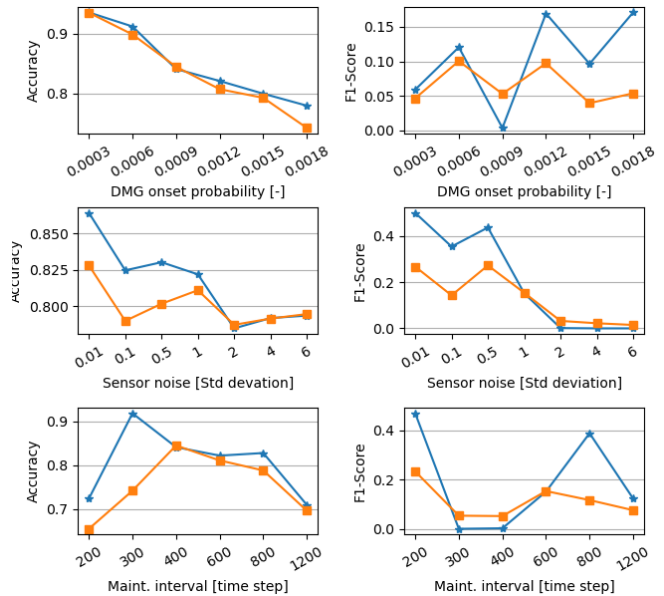 Accuracy
0.9
0.8
0.0003 0.0006 0.0009 0.0012 0.0015 0.0018
DMG onset probability [-]
F1-Score
0.15
0.10
0.05
0.00
0.0003 0.0006 0.0009 0.0012 0.0015 0.0018
DMG onset probability [-]
Accuracy
0.850
0.825
0.800
0.01 0.1 0.5 1 2 4 6
Sensor noise [Std devation]
F1-Score
0.4
0.2
0.0
0.01 0.1 0.5 1 2 4 6
Sensor noise [Std devation]
Accuracy
0.9
0.8
0.7
200 300 400 600 800 1200
Maint. interval [time step]
F1-Score
0.4
0.2
0.0
200 300 400 600 800 1200
Maint. interval [time step]